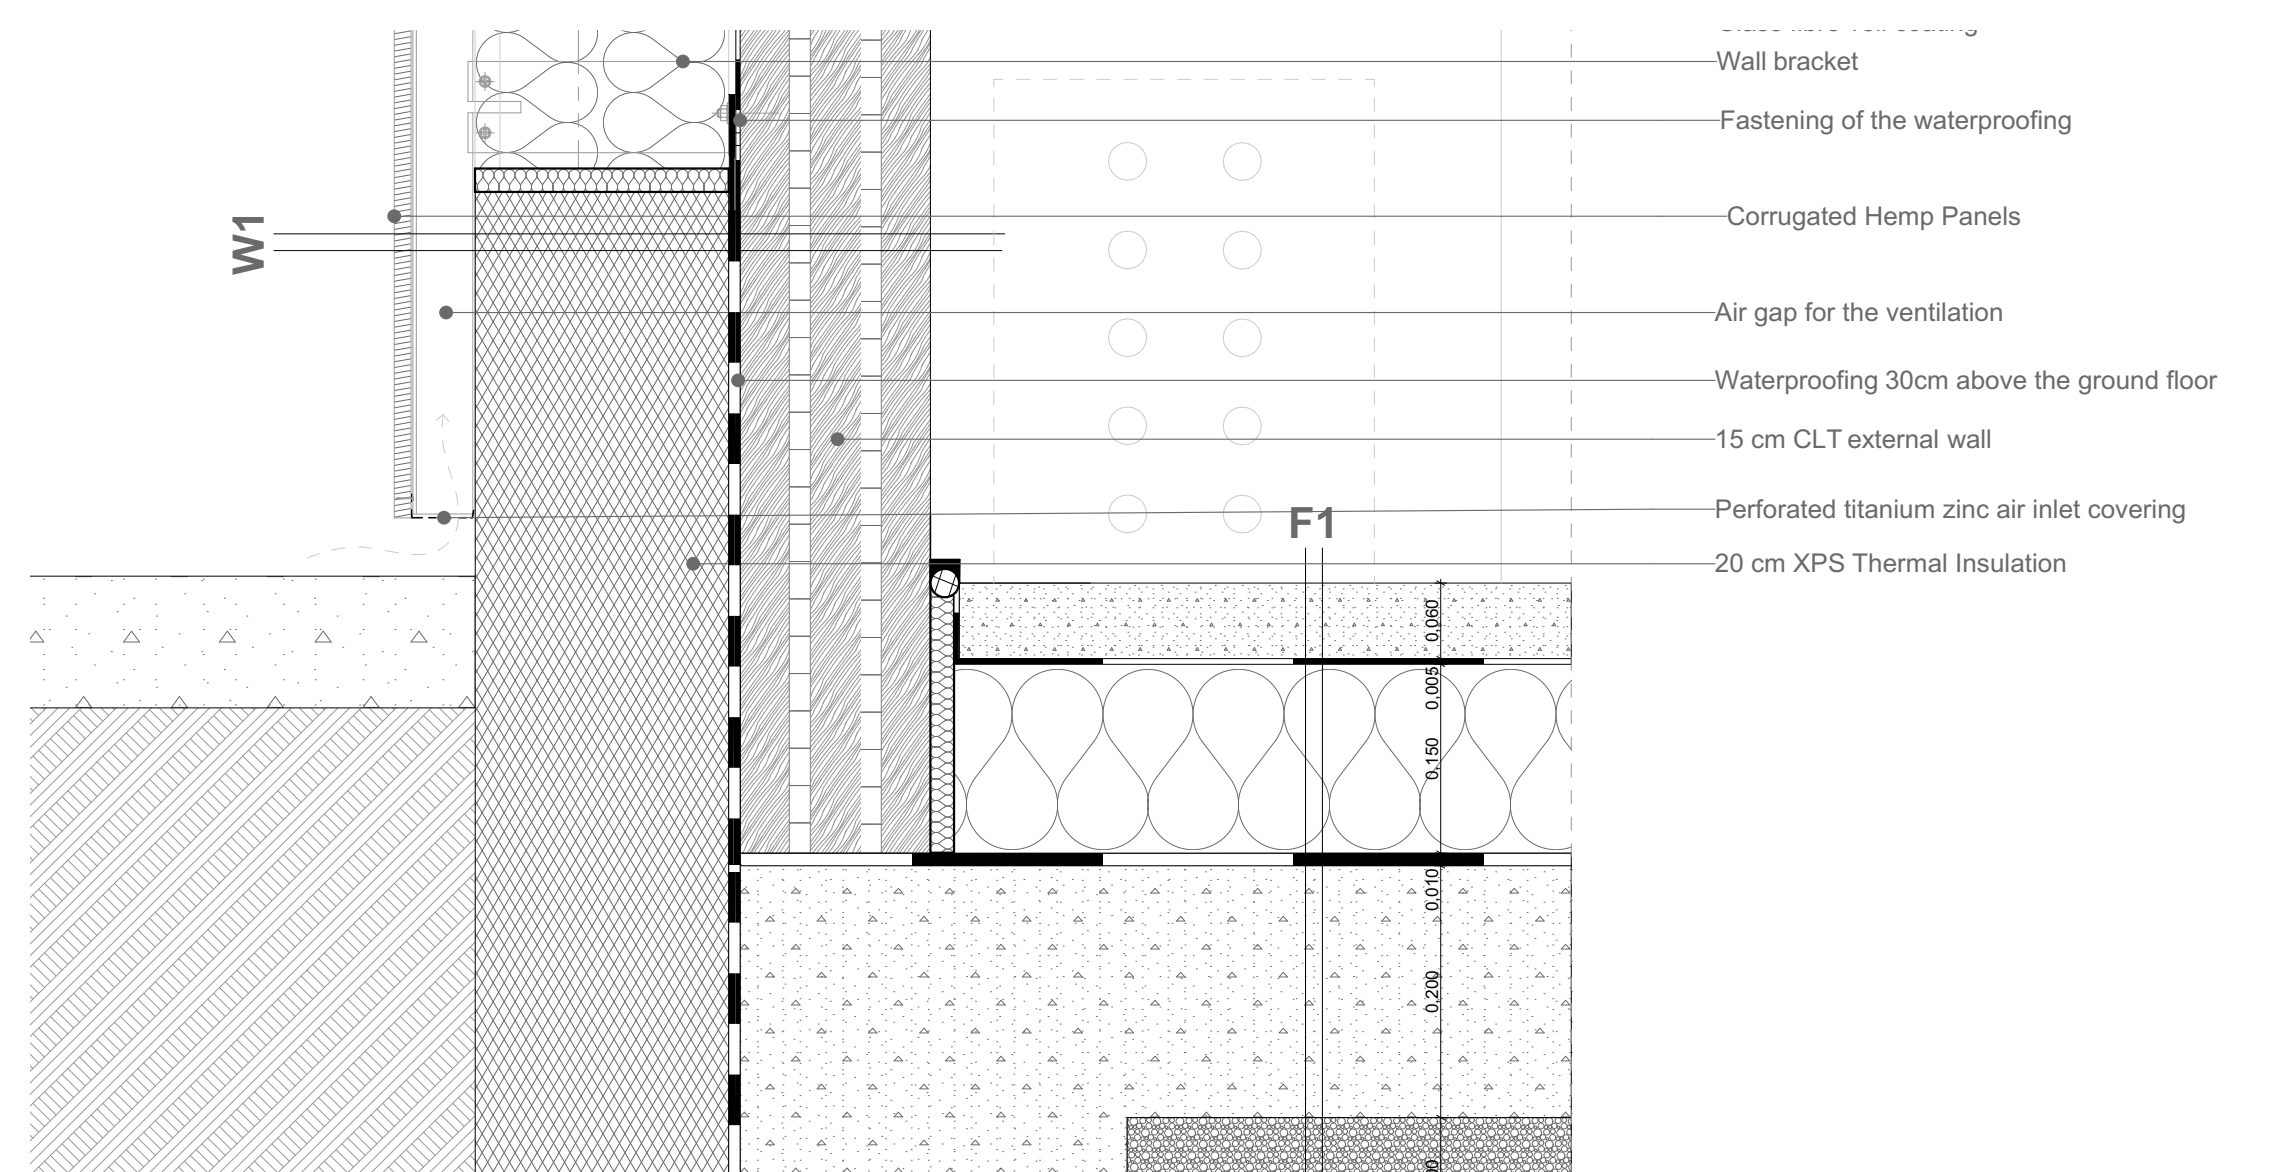 Wall bracket
Fastening of the waterproofing
Corrugated Hemp Panels
W1
Air gap for the ventilation
Waterproofing 30cm above the ground floor
15 cm CLT external wall
Perforated titanium zinc air inlet covering
F1
20 cm XPS Thermal Insulation
0,060
0,005
0,150
0,010
0,200